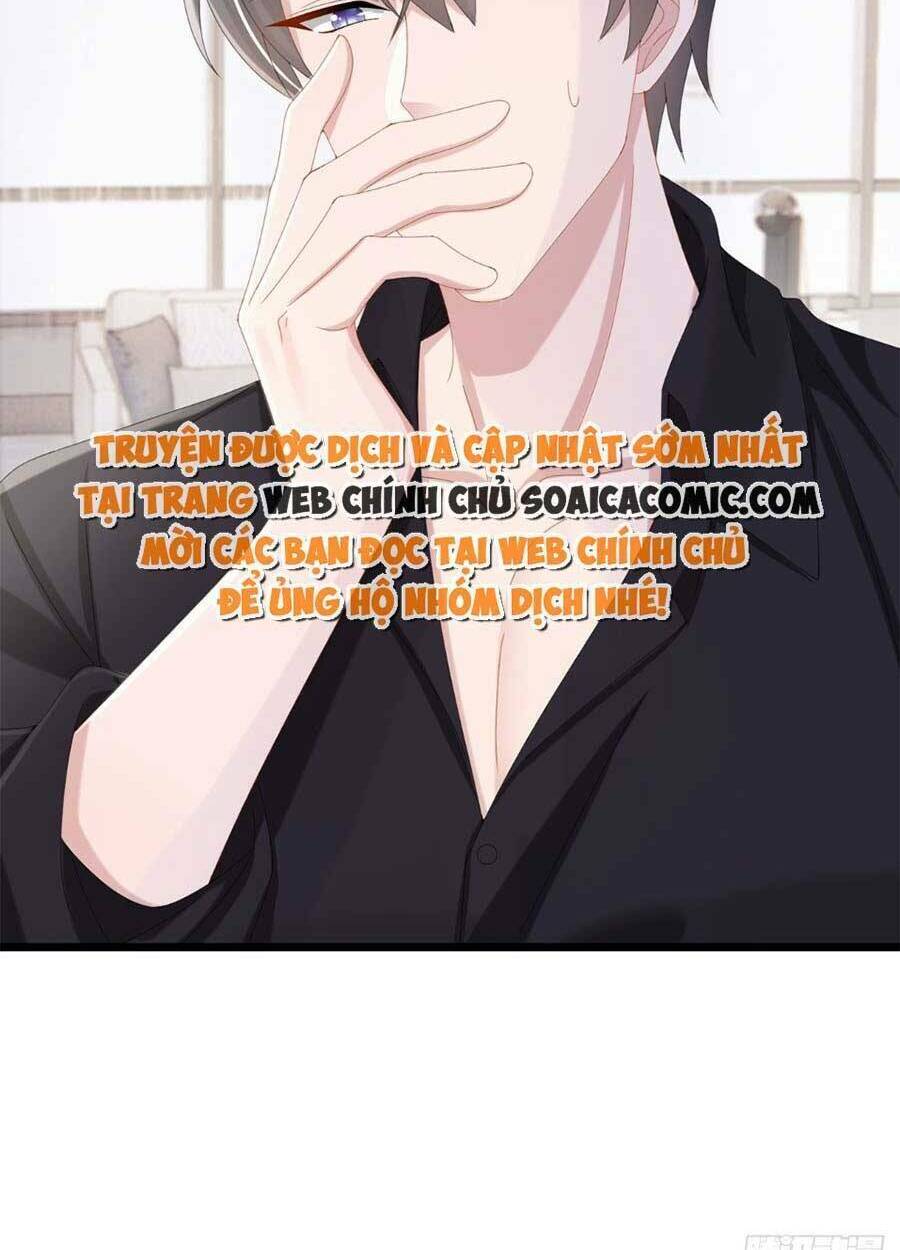 TRUYỆN ĐƯỢC DỊCH VÀ CẬP NHẬT SỚM NHẤT
TẠI TRANG WEB CHÍNH CHỦ SOAICACOMIC.COM
MỜI CÁC BẠN ĐỌC TẠI WEB CHÍNH CHỦ
ĐỂ ỦNG HỘ NHÓM DỊCH NHÉ!